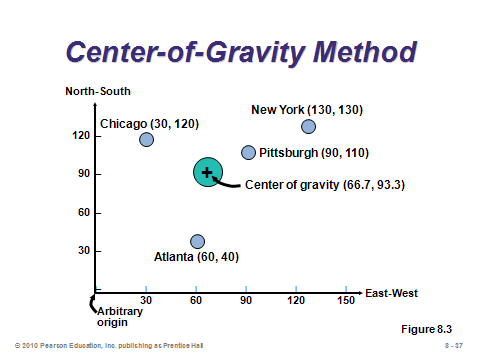 Center-of-Gravity Method
North-South
New York (130, 130)
Chicago (30, 120)
120
Pittsburgh (90, 110)
90
Center of gravity (66.7, 93.3)
60
30
Atlanta (60, 40)
East-West
30 60 90 120 150
Arbitrary
origin
Figure 8.3
© 2010 Pearson Education, Inc. publishing as Prentice Hall
8 - 37